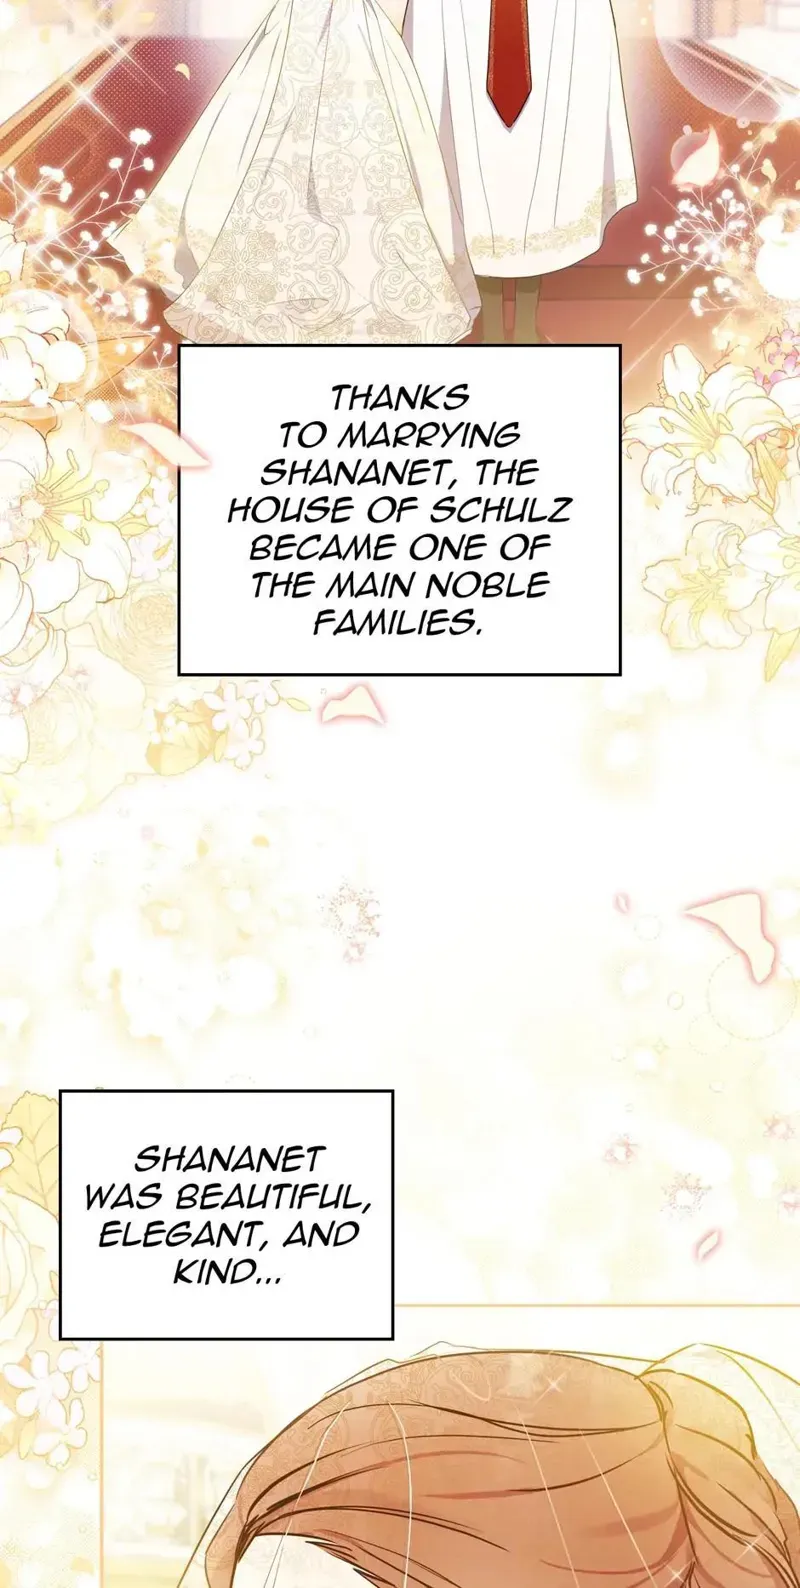 THANKS
TO MARRYING
SHANANET, THE
HOUSE OF SCHULZ
BECAME ONE OF
THE MAIN NOBLE
FAMILIES.
SHANANET
WAS BEAUTIFUL,
ELEGANT, AND
KIND...